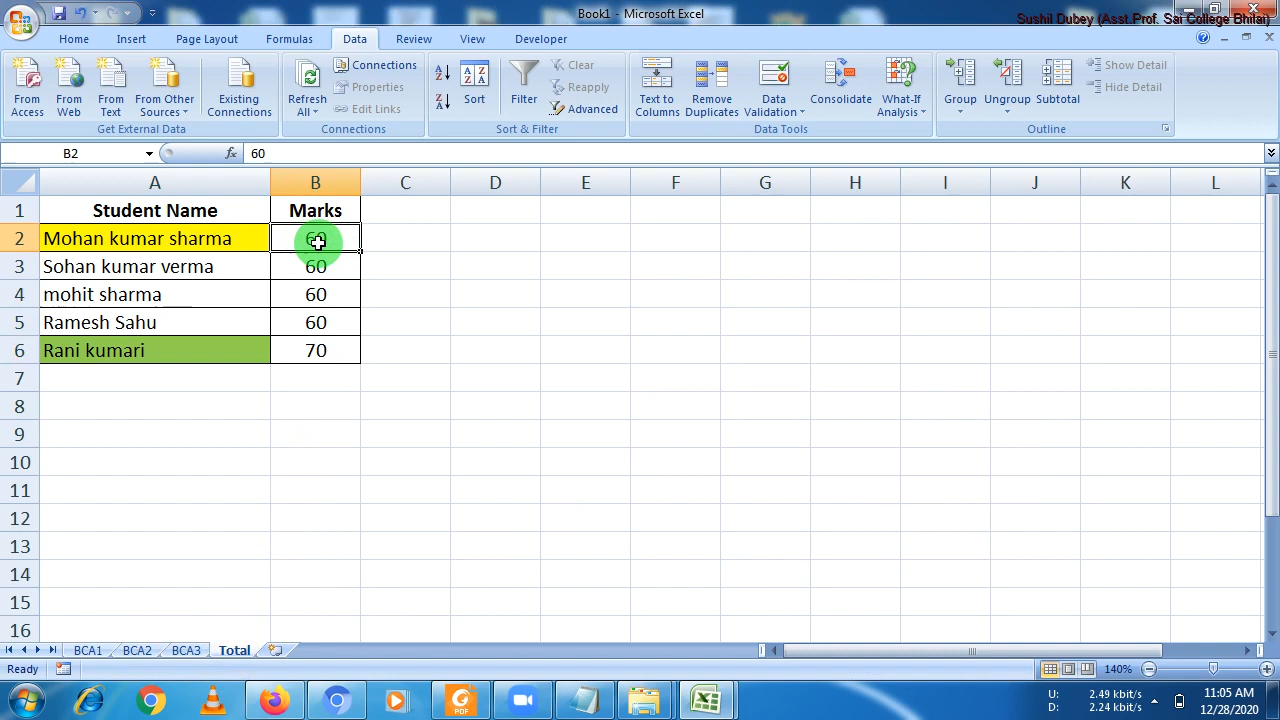 Book1 - Microsoft Excel
Sushil Dubey (Asst.Prof. Sai College Bhilai)
Home Insert Page Layout Formulas Data Review View Developer
From Access
From Web
From Text
From Other Sources
Existing Connections
Get External Data
Refresh All
Connections
Properties
Edit Links
Connections
Sort
Filter
Clear
Reapply
Advanced
Sort & Filter
Text to Columns
Remove Duplicates
Data Validation
Consolidate
What-If Analysis
Data Tools
Group
Ungroup
Subtotal
Show Detail
Hide Detail
Outline
B2 fx 60
A B C D E F G H I J K L
1 Student Name Marks
2 Mohan kumar sharma 60
3 Sohan kumar verma 60
4 mohit sharma 60
5 Ramesh Sahu 60
6 Rani kumari 70
7
8
9
10
11
12
13
14
15
16
BCA1 BCA2 BCA3 Total
Ready 140%
PDF
U: 2.49 kbit/s
D: 2.24 kbit/s
11:05 AM
12/28/2020